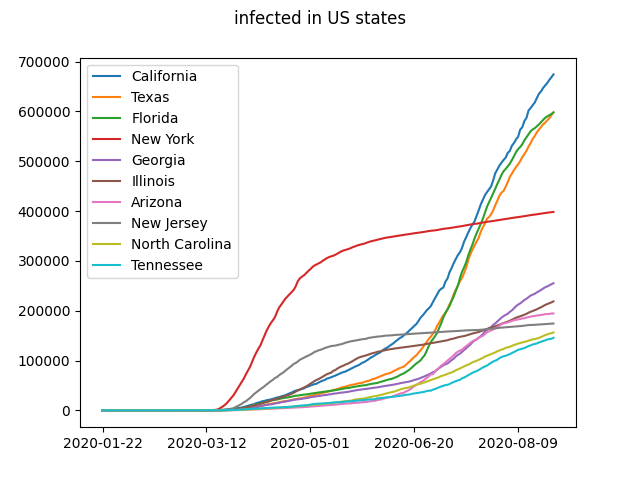 infected in US states
700000
600000
500000
400000
300000
200000
100000
0
California
Texas
Florida
New York
Georgia
Illinois
Arizona
New Jersey
North Carolina
Tennessee
2020-01-22 2020-03-12 2020-05-01 2020-06-20 2020-08-09